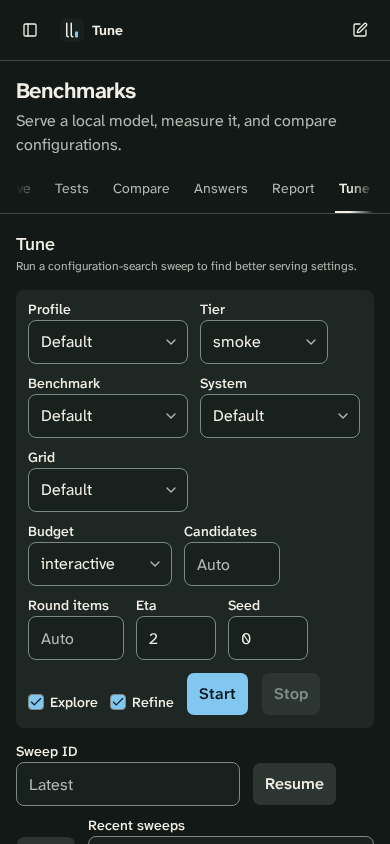 Tune
Benchmarks
Serve a local model, measure it, and compare
configurations.
Tests Compare Answers Report Tune
Tune
Run a configuration-search sweep to find better serving settings.
Profile Tier
Default smoke
Benchmark System
Default Default
Grid
Default
Budget Candidates
interactive Auto
Round items Eta Seed
Auto 2 0
Explore Refine Start Stop
Sweep ID
Latest Resume
Recent sweeps